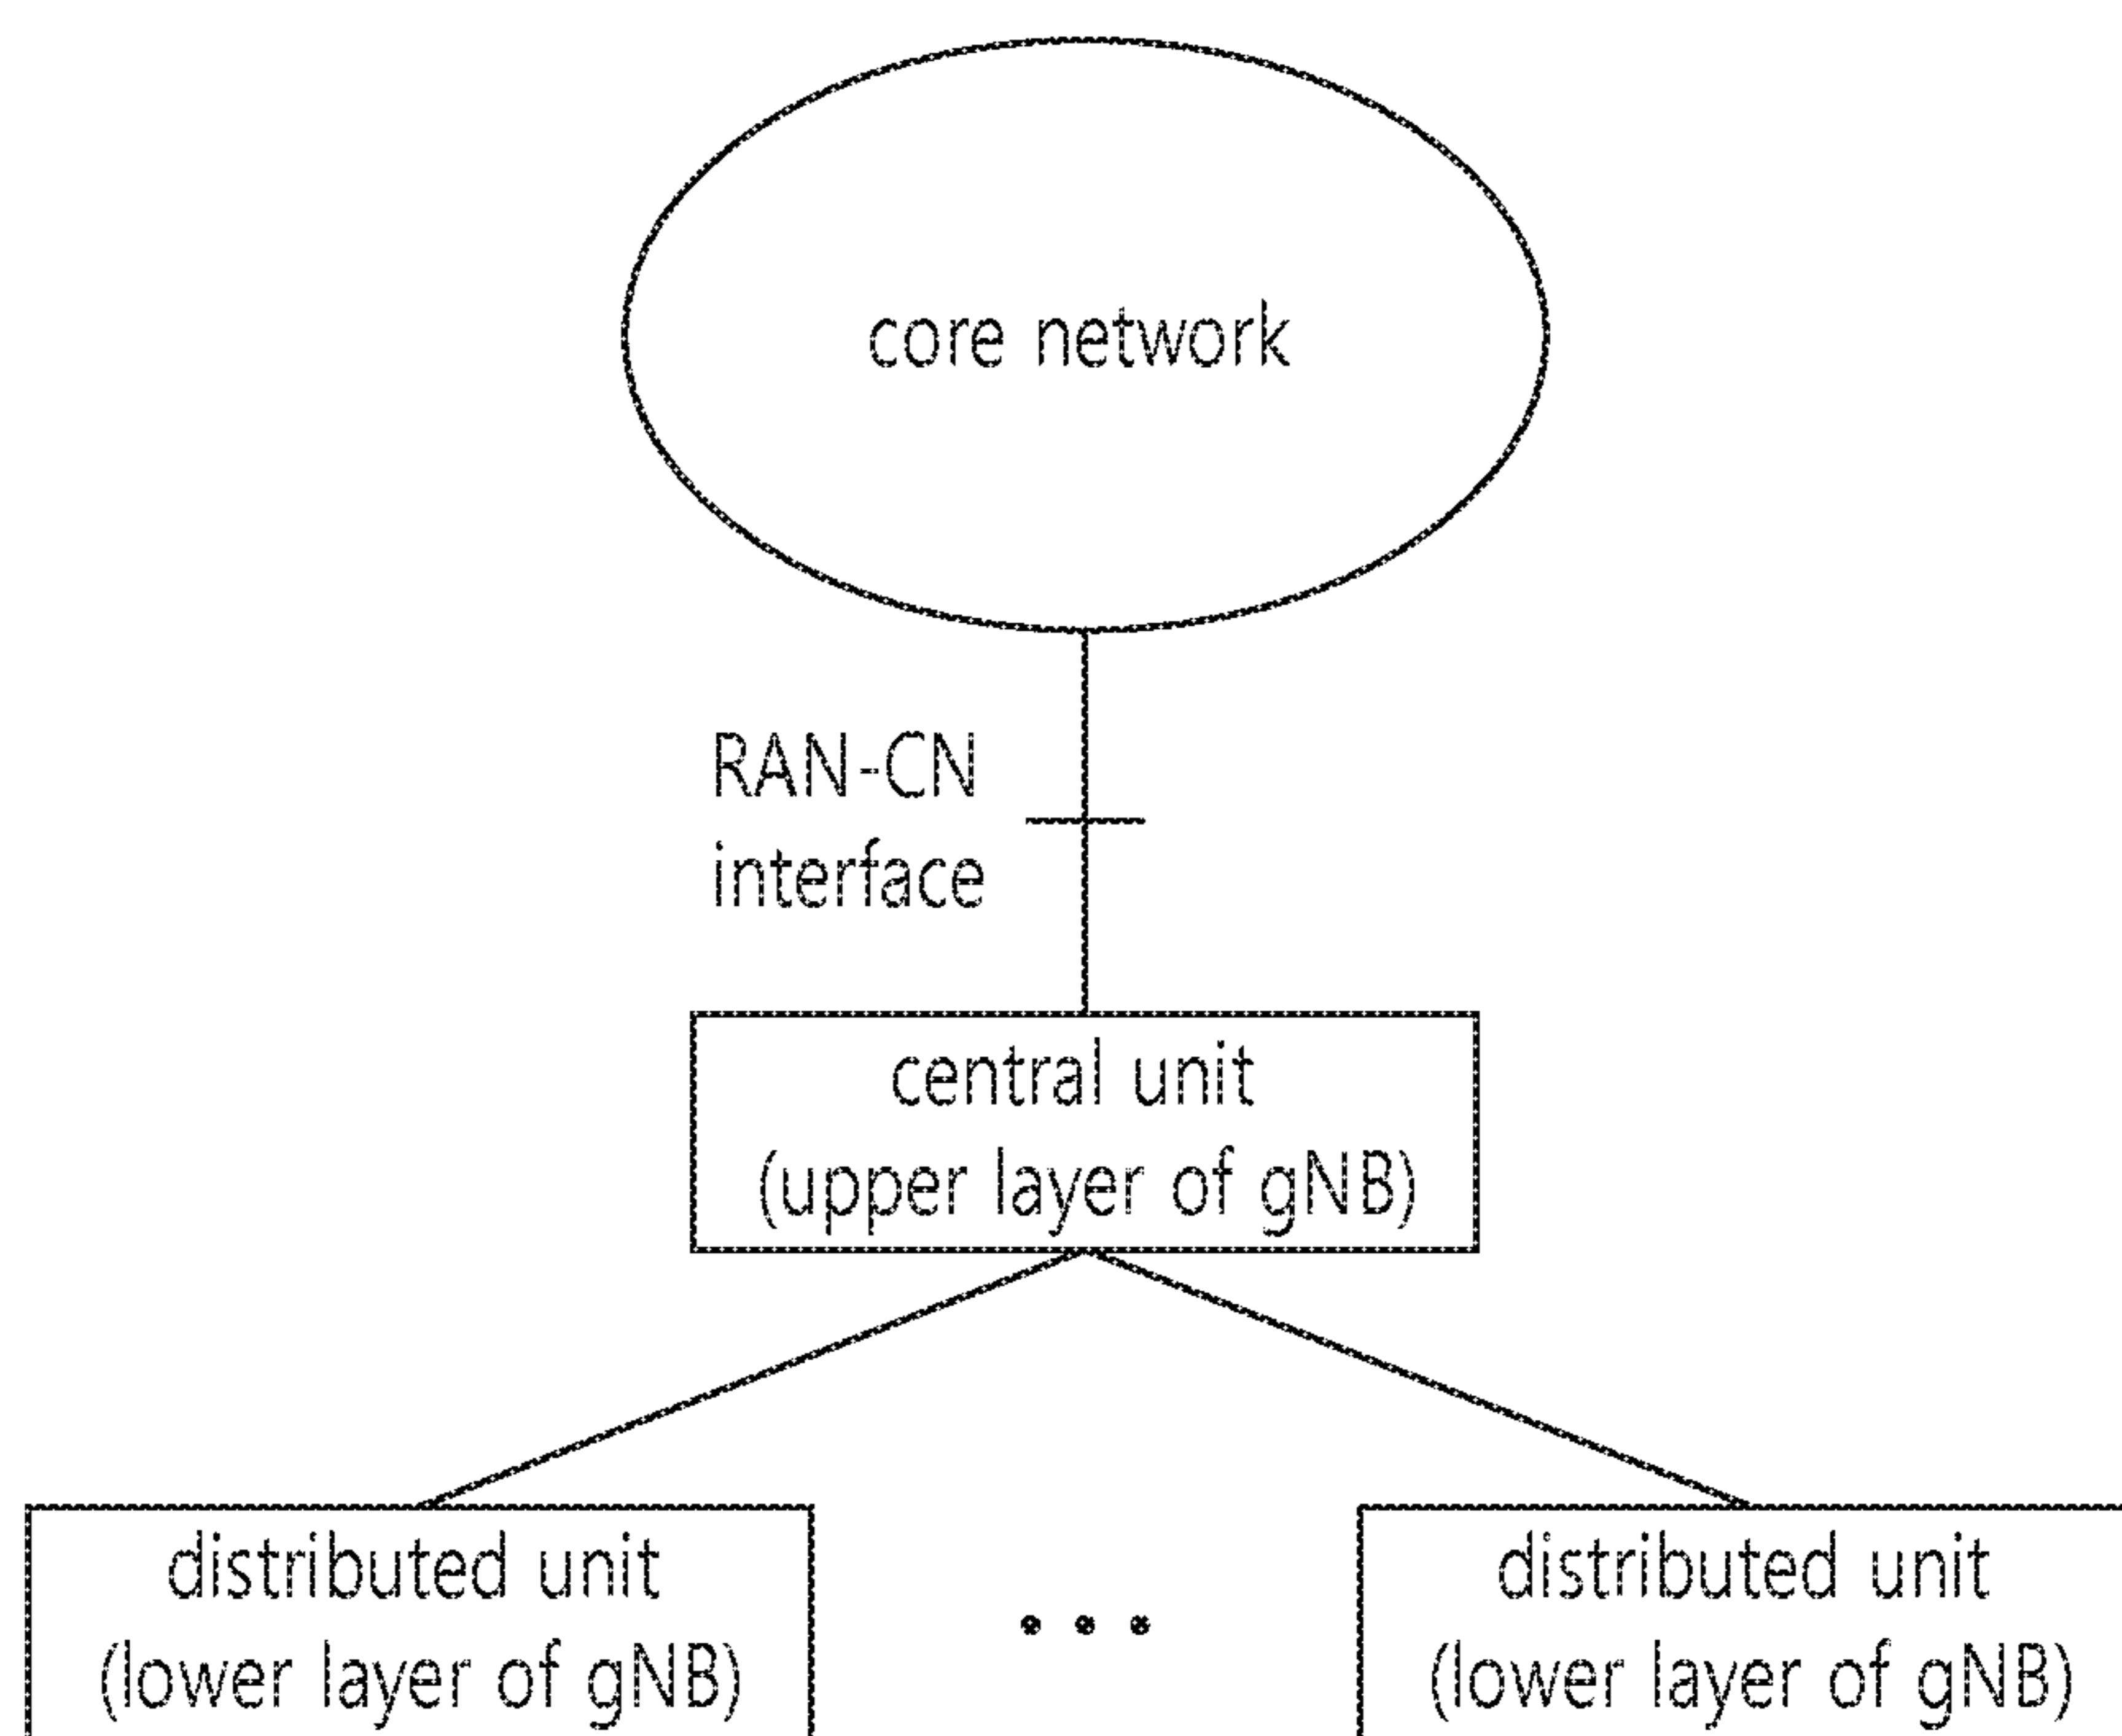 core network
RAN-CN
interface
central unit
(upper layer of gNB)
distributed unit
(lower layer of gNB)
• • •
distributed unit
(lower layer of gNB)